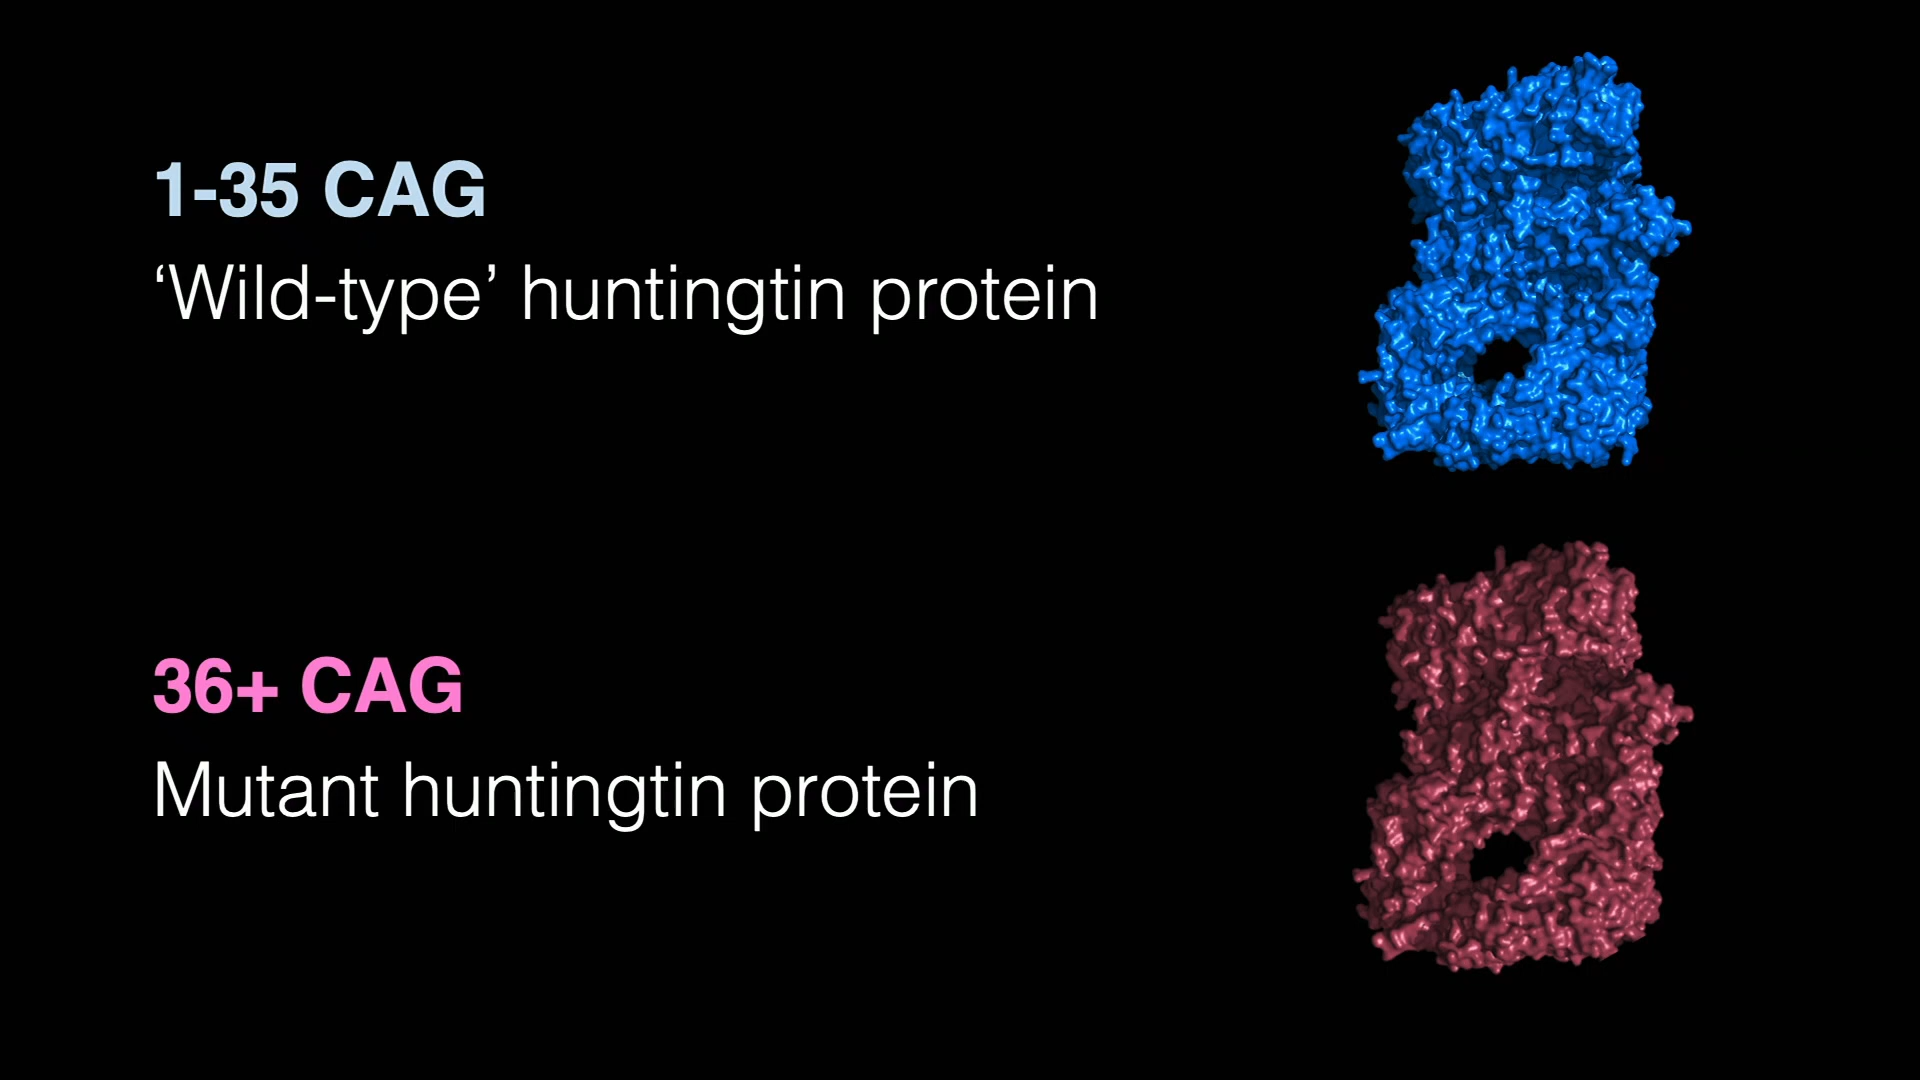 1-35 CAG
‘Wild-type’ huntingtin protein
36+ CAG
Mutant huntingtin protein